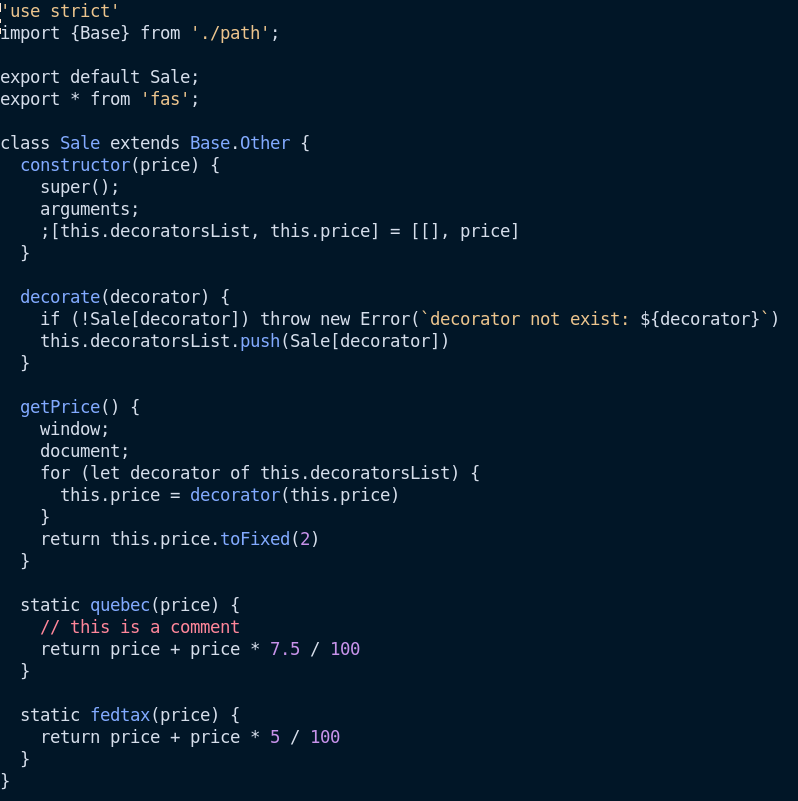 'use strict'
import {Base} from './path';

export default Sale;
export * from 'fas';

class Sale extends Base.Other {
  constructor(price) {
    super();
    arguments;
    ;[this.decoratorsList, this.price] = [[], price]
  }

  decorate(decorator) {
    if (!Sale[decorator]) throw new Error(`decorator not exist: ${decorator}`)
    this.decoratorsList.push(Sale[decorator])
  }

  getPrice() {
    window;
    document;
    for (let decorator of this.decoratorsList) {
      this.price = decorator(this.price)
    }
    return this.price.toFixed(2)
  }

  static quebec(price) {
    // this is a comment
    return price + price * 7.5 / 100
  }

  static fedtax(price) {
    return price + price * 5 / 100
  }
}